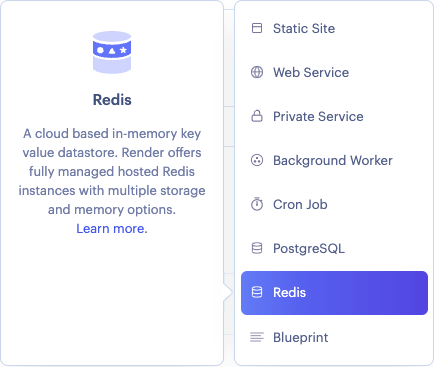 Redis
A cloud based in-memory key
value datastore. Render offers
fully managed hosted Redis
instances with multiple storage
and memory options.
Learn more.
Static Site
Web Service
Private Service
Background Worker
Cron Job
PostgreSQL
Redis
Blueprint